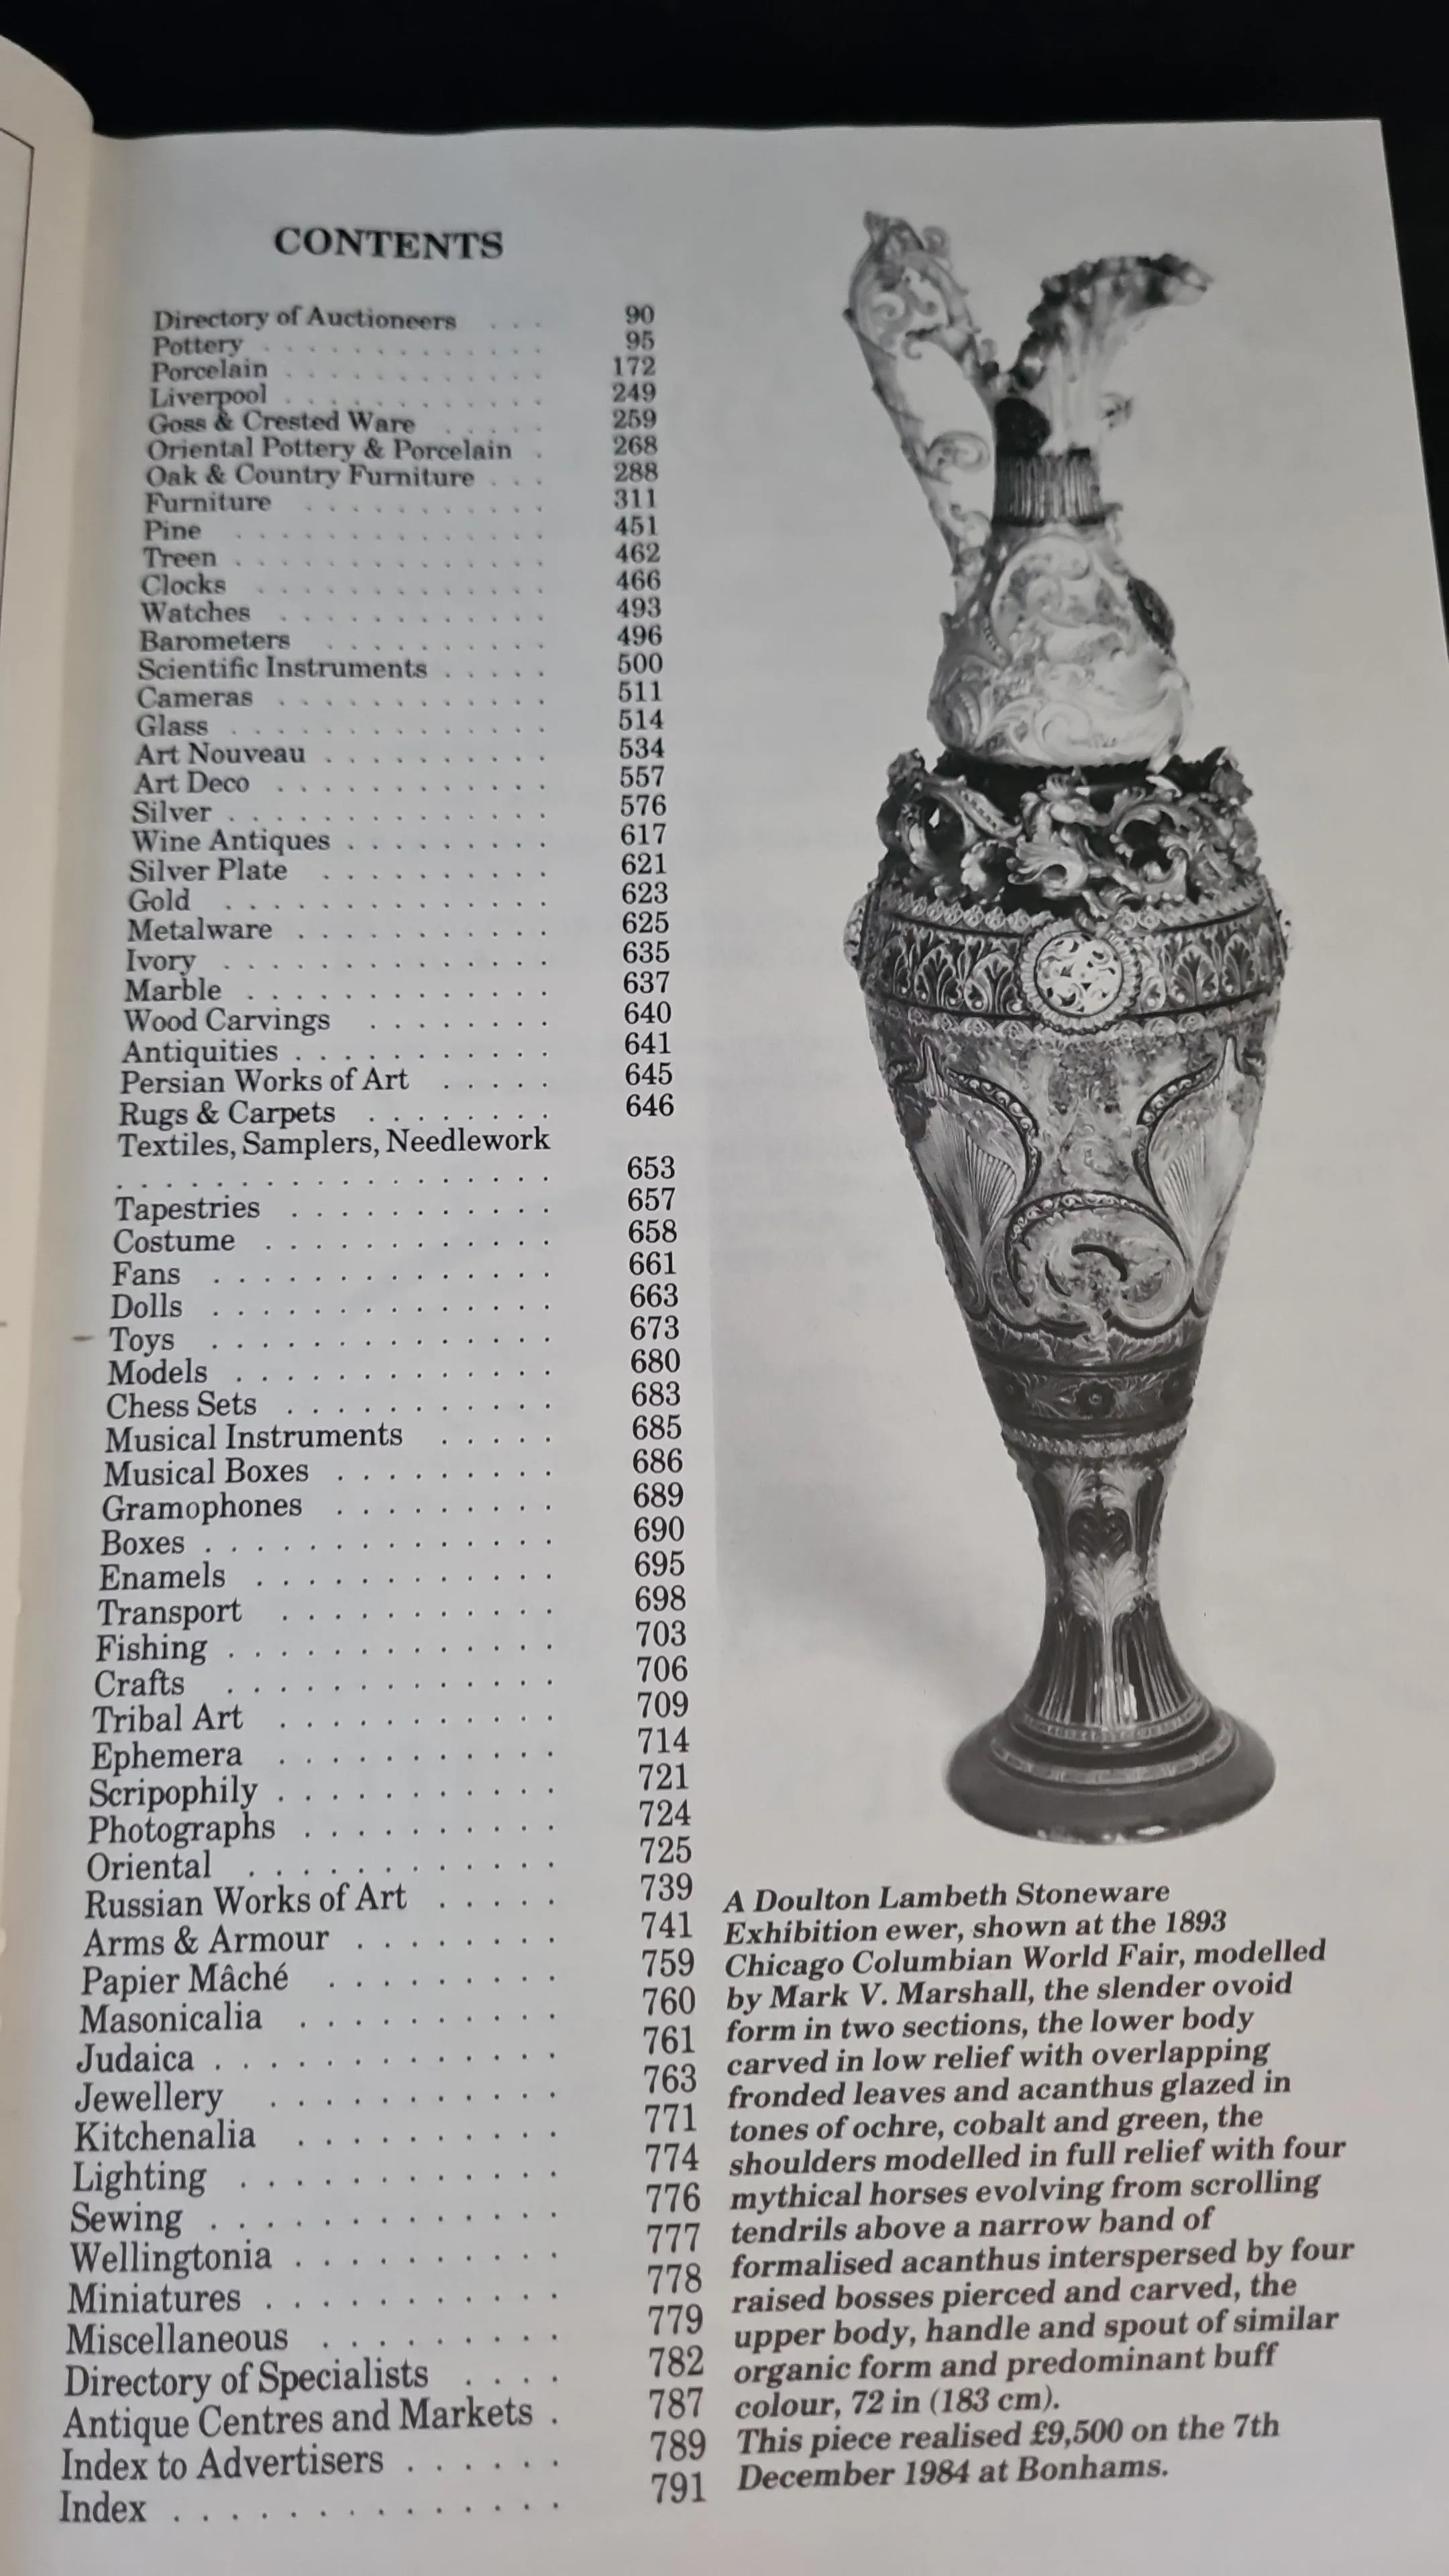 CONTENTS
Directory of Auctioneers . . . 90
Pottery . . . . . . . . . . . . . 95
Porcelain . . . . . . . . . . . . 172
Liverpool . . . . . . . . . . . . 249
Goss & Crested Ware . . . . . 259
Oriental Pottery & Porcelain . 268
Oak & Country Furniture . . . 288
Furniture . . . . . . . . . . . 311
Pine . . . . . . . . . . . . . . 451
Treen . . . . . . . . . . . . . . 462
Clocks . . . . . . . . . . . . . 466
Watches . . . . . . . . . . . . 493
Barometers . . . . . . . . . . 496
Scientific Instruments . . . . . 500
Cameras . . . . . . . . . . . . 511
Glass . . . . . . . . . . . . . . 514
Art Nouveau . . . . . . . . . . 534
Art Deco . . . . . . . . . . . . 557
Silver . . . . . . . . . . . . . . 576
Wine Antiques . . . . . . . . . 617
Silver Plate . . . . . . . . . . 621
Gold . . . . . . . . . . . . . . 623
Metalware . . . . . . . . . . . 625
Ivory . . . . . . . . . . . . . . 635
Marble . . . . . . . . . . . . . 637
Wood Carvings . . . . . . . . 640
Antiquities . . . . . . . . . . . 641
Persian Works of Art . . . . . 645
Rugs & Carpets . . . . . . . . 646
Textiles, Samplers, Needlework
. . . . . . . . . . . . . . . . . . 653
Tapestries . . . . . . . . . . . 657
Costume . . . . . . . . . . . . 658
Fans . . . . . . . . . . . . . . 661
Dolls . . . . . . . . . . . . . . 663
Toys . . . . . . . . . . . . . . 673
Models . . . . . . . . . . . . . 680
Chess Sets . . . . . . . . . . . 683
Musical Instruments . . . . . 685
Musical Boxes . . . . . . . . . 686
Gramophones . . . . . . . . . 689
Boxes . . . . . . . . . . . . . . 690
Enamels . . . . . . . . . . . . 695
Transport . . . . . . . . . . . 698
Fishing . . . . . . . . . . . . . 703
Crafts . . . . . . . . . . . . . 706
Tribal Art . . . . . . . . . . . 709
Ephemera . . . . . . . . . . . 714
Scripophily . . . . . . . . . . . 721
Photographs . . . . . . . . . . 724
Oriental . . . . . . . . . . . . 725
Russian Works of Art . . . . . 739
Arms & Armour . . . . . . . . 741
Papier Mâché . . . . . . . . . 759
Masonicalia . . . . . . . . . . 760
Judaica . . . . . . . . . . . . . 761
Jewellery . . . . . . . . . . . 763
Kitchenalia . . . . . . . . . . 771
Lighting . . . . . . . . . . . . 774
Sewing . . . . . . . . . . . . . 776
Wellingtonia . . . . . . . . . . 777
Miniatures . . . . . . . . . . . 778
Miscellaneous . . . . . . . . . 779
Directory of Specialists . . . . 782
Antique Centres and Markets . 787
Index to Advertisers . . . . . . 789
Index . . . . . . . . . . . . . . 791
A Doulton Lambeth Stoneware
Exhibition ewer, shown at the 1893
Chicago Columbian World Fair, modelled
by Mark V. Marshall, the slender ovoid
form in two sections, the lower body
carved in low relief with overlapping
fronded leaves and acanthus glazed in
tones of ochre, cobalt and green, the
shoulders modelled in full relief with four
mythical horses evolving from scrolling
tendrils above a narrow band of
formalised acanthus interspersed by four
raised bosses pierced and carved, the
upper body, handle and spout of similar
organic form and predominant buff
colour, 72 in (183 cm).
This piece realised £9,500 on the 7th
December 1984 at Bonhams.